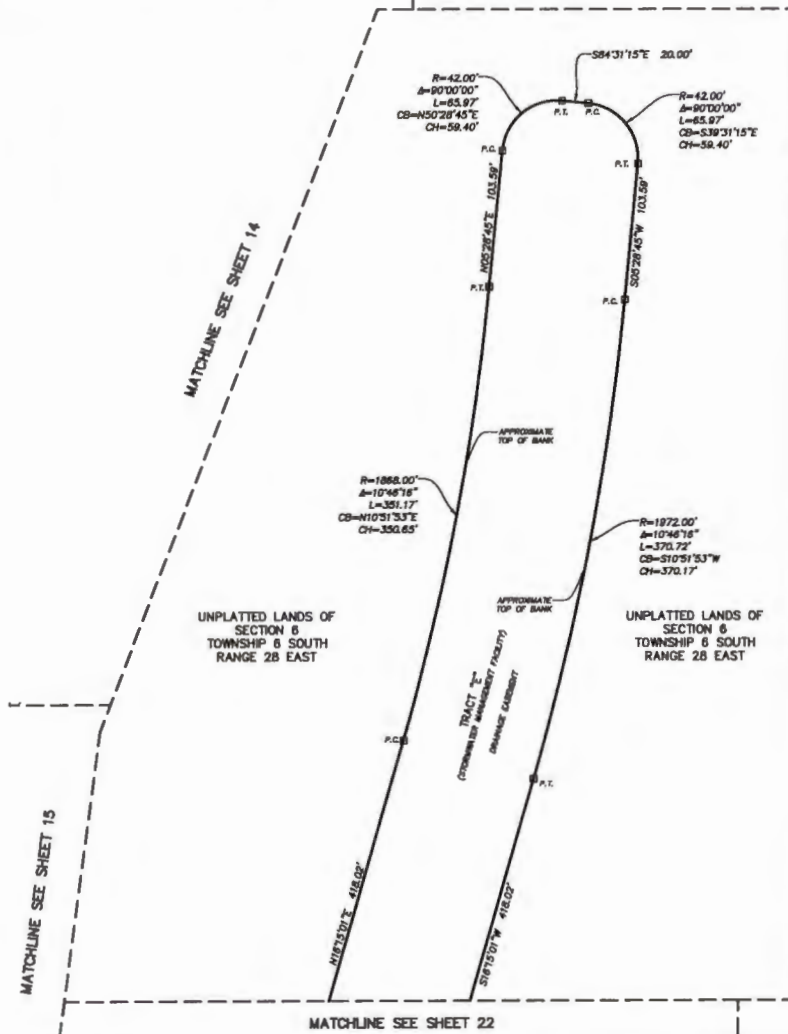 S84°31'15"E 20.00'
R=42.00'
Δ=90°00'00"
L=65.97'
CB=N50°28'45"E
CH=59.40'
R=42.00'
Δ=90°00'00"
L=65.97'
CB=S39°31'15"E
CH=59.40'
P.T.
P.C.
P.C.
P.T.
N05°28'45"E 103.59'
S05°28'45"W 103.59'
P.T.
P.C.
MATCHLINE SEE SHEET 14
APPROXIMATE
TOP OF BANK
R=1868.00'
Δ=10°46'16"
L=351.17'
CB=N10°51'53"E
CH=350.65'
R=1972.00'
Δ=10°46'16"
L=370.72'
CB=S10°51'53"W
CH=370.17'
APPROXIMATE
TOP OF BANK
UNPLATTED LANDS OF
SECTION 6
TOWNSHIP 6 SOUTH
RANGE 28 EAST
UNPLATTED LANDS OF
SECTION 6
TOWNSHIP 6 SOUTH
RANGE 28 EAST
TRACT "E"
(STORMWATER MANAGEMENT FACILITY)
DRAINAGE EASEMENT
P.C.
P.T.
MATCHLINE SEE SHEET 15
N16°15'01"E 418.02'
S16°15'01"W 418.02'
MATCHLINE SEE SHEET 22